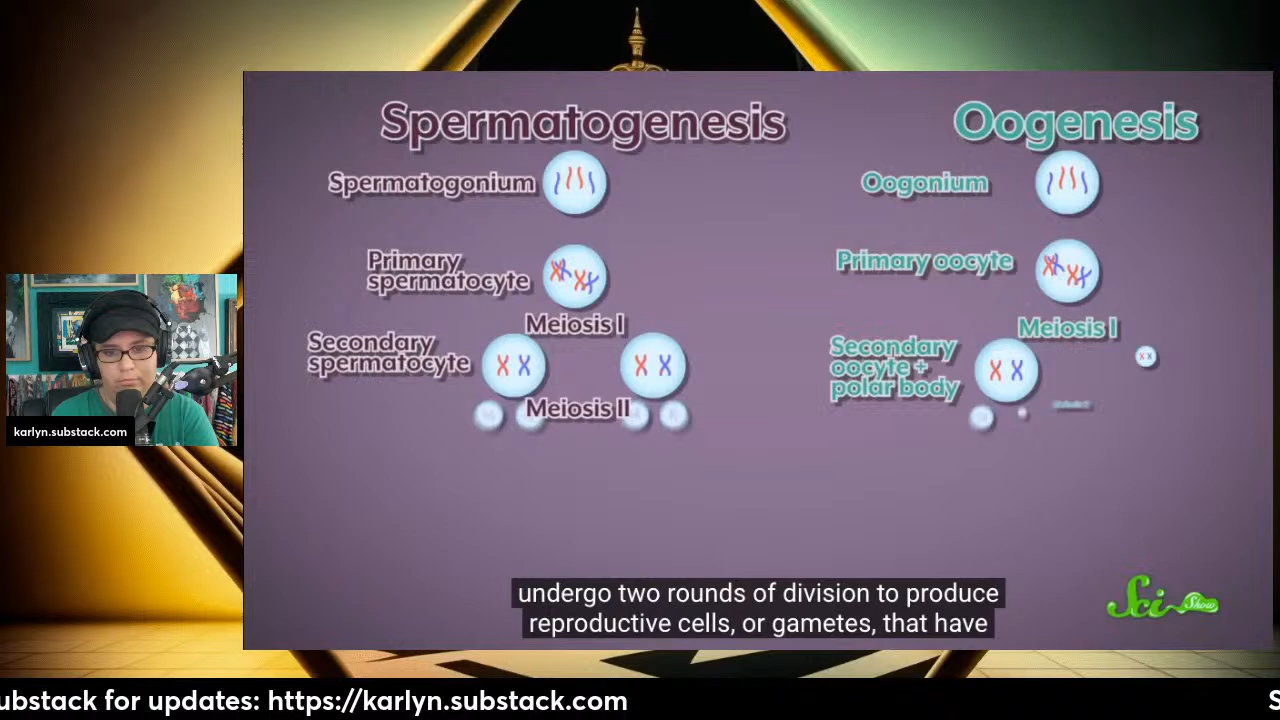 Spermatogenesis
Spermatogonium
Primary
spermatocyte
Meiosis I
Secondary
spermatocyte
Meiosis II
Oogenesis
Oogonium
Primary oocyte
Meiosis I
Secondary
oocyte +
polar body
undergo two rounds of division to produce
reproductive cells, or gametes, that have
Sci Show
karlyn.substack.com
ubstack for updates: https://karlyn.substack.com
S